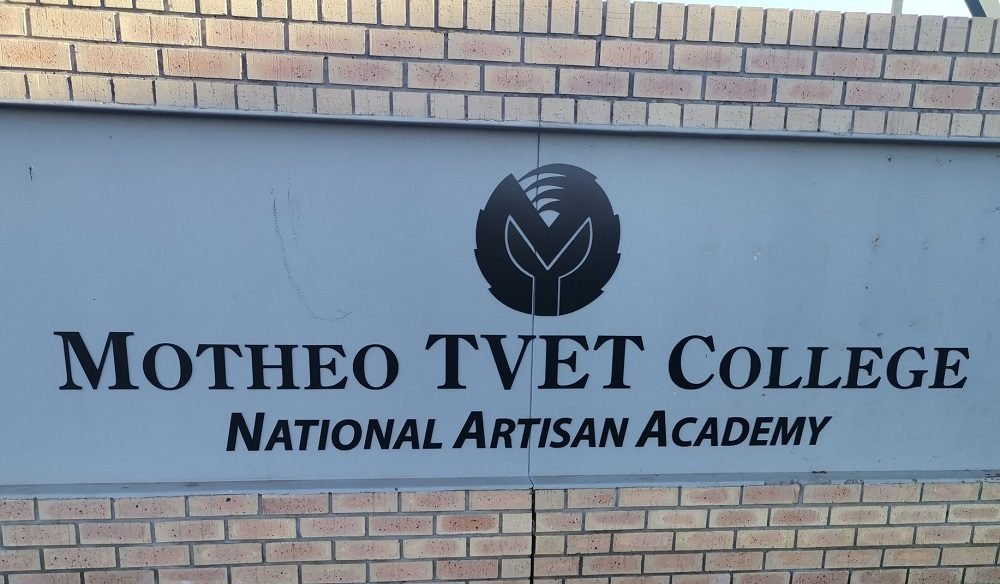 MOTHEO TVET COLLEGE
NATIONAL ARTISAN ACADEMY